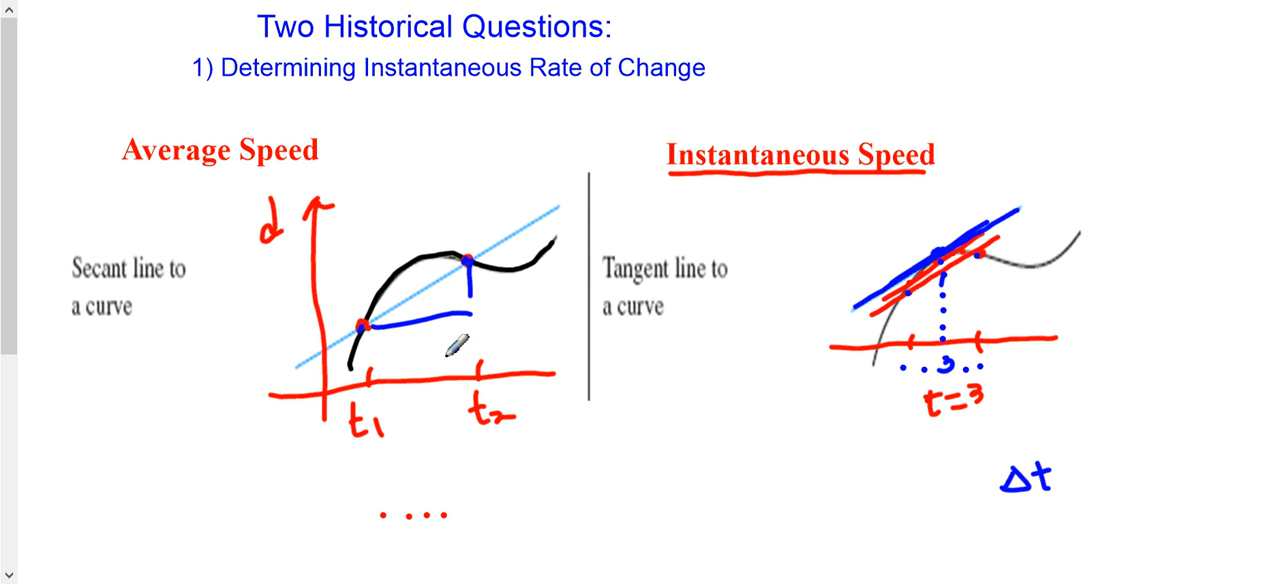 Two Historical Questions:
1) Determining Instantaneous Rate of Change
Average Speed
d
Secant line to
a curve
t1
t2
Instantaneous Speed
Tangent line to
a curve
3
t=3
Δt